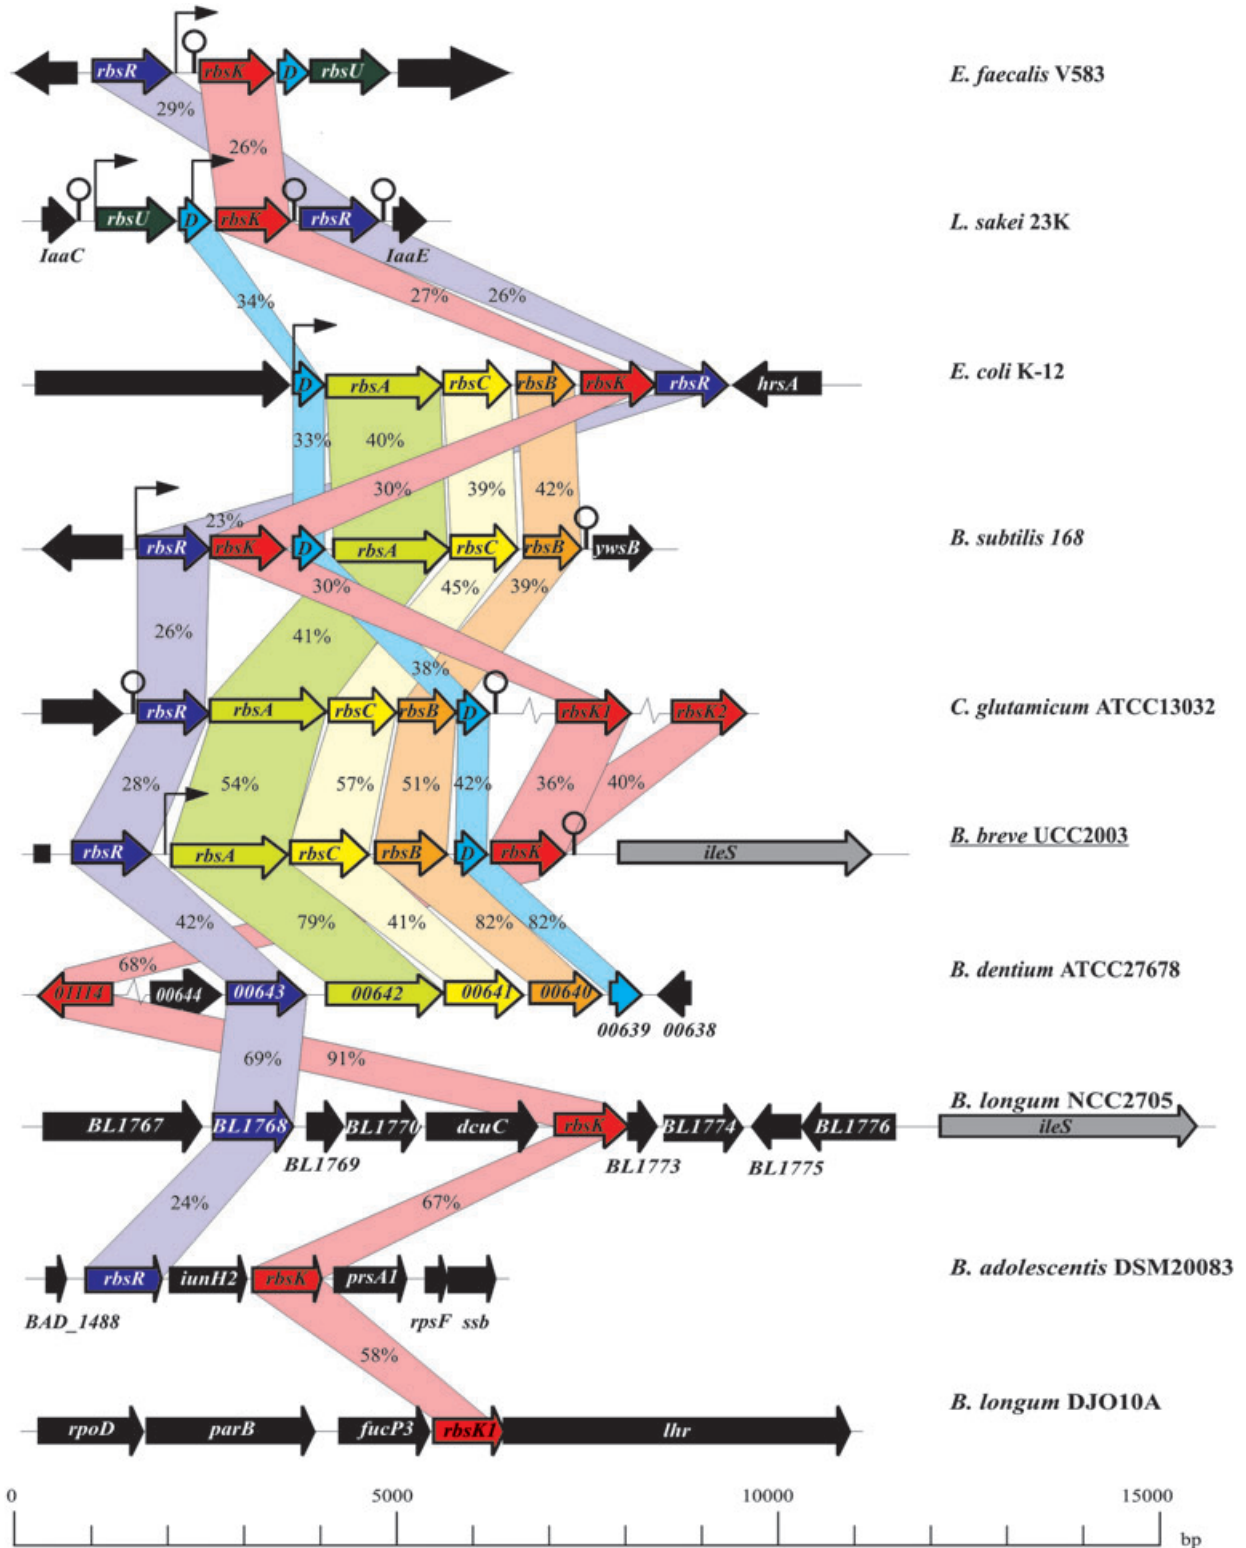 rbsR rbsK D rbsU E. faecalis V583
29%
26%
rbsU D rbsK rbsR L. sakei 23K
IaaC IaaE
34% 27% 26%
D rbsA rbsC rbsB rbsK rbsR hrsA E. coli K-12
33% 40%
30% 39% 42%
23%
rbsR rbsK D rbsA rbsC rbsB ywsB B. subtilis 168
30% 45% 39%
26% 41%
38%
rbsR rbsA rbsC rbsB D rbsK1 rbsK2 C. glutamicum ATCC13032
28% 54% 57% 51% 42% 36% 40%
rbsR rbsA rbsC rbsB D rbsK ileS B. breve UCC2003
42% 79% 41% 82% 82%
68%
01114 00644 00643 00642 00641 00640 B. dentium ATCC27678
00639 00638
69% 91%
B. longum NCC2705
BL1767 BL1768 BL1770 dcuC rbsK BL1774 BL1776 ileS
BL1769 BL1773 BL1775
24% 67%
rbsR iunH2 rbsK prsA1 B. adolescentis DSM20083
BAD_1488 rpsF ssb
58%
B. longum DJO10A
rpoD parB fucP3 rbsK1 lhr
0 5000 10000 15000
bp